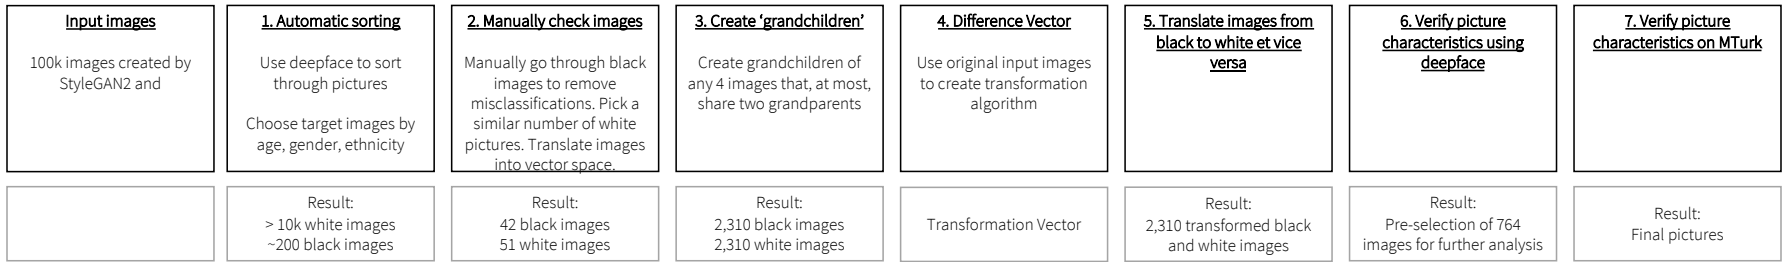 Input images
100k images created by
StyleGAN2 and
1. Automatic sorting
Use deepface to sort
through pictures
Choose target images by
age, gender, ethnicity
2. Manually check images
Manually go through black
images to remove
misclassifications. Pick a
similar number of white
pictures. Translate images
into vector space.
3. Create ‘grandchildren’
Create grandchildren of
any 4 images that, at most,
share two grandparents
4. Difference Vector
Use original input images
to create transformation
algorithm
5. Translate images from
black to white et vice
versa
6. Verify picture
characteristics using
deepface
7. Verify picture
characteristics on MTurk
Result:
> 10k white images
~200 black images
Result:
42 black images
51 white images
Result:
2,310 black images
2,310 white images
Transformation Vector
Result:
2,310 transformed black
and white images
Result:
Pre-selection of 764
images for further analysis
Result:
Final pictures